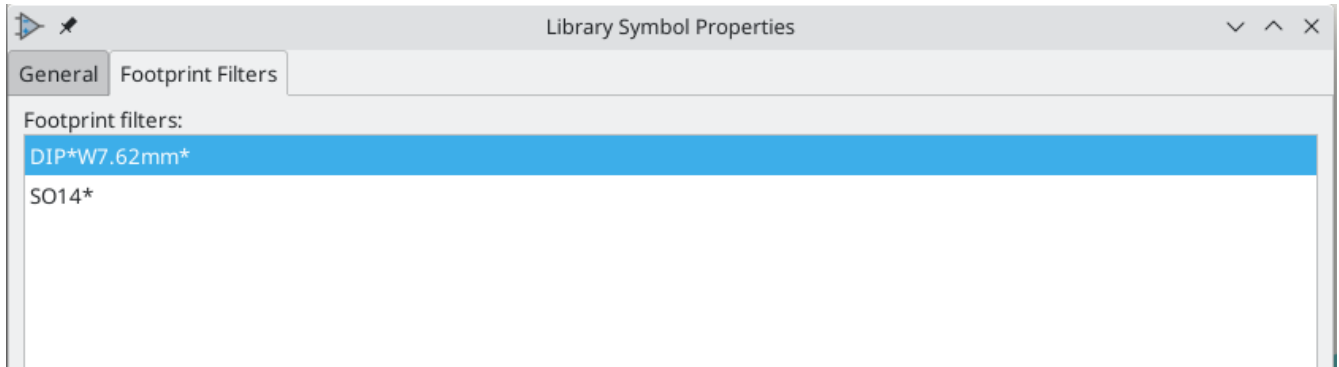 Library Symbol Properties
General Footprint Filters
Footprint filters:
DIP*W7.62mm*
SO14*